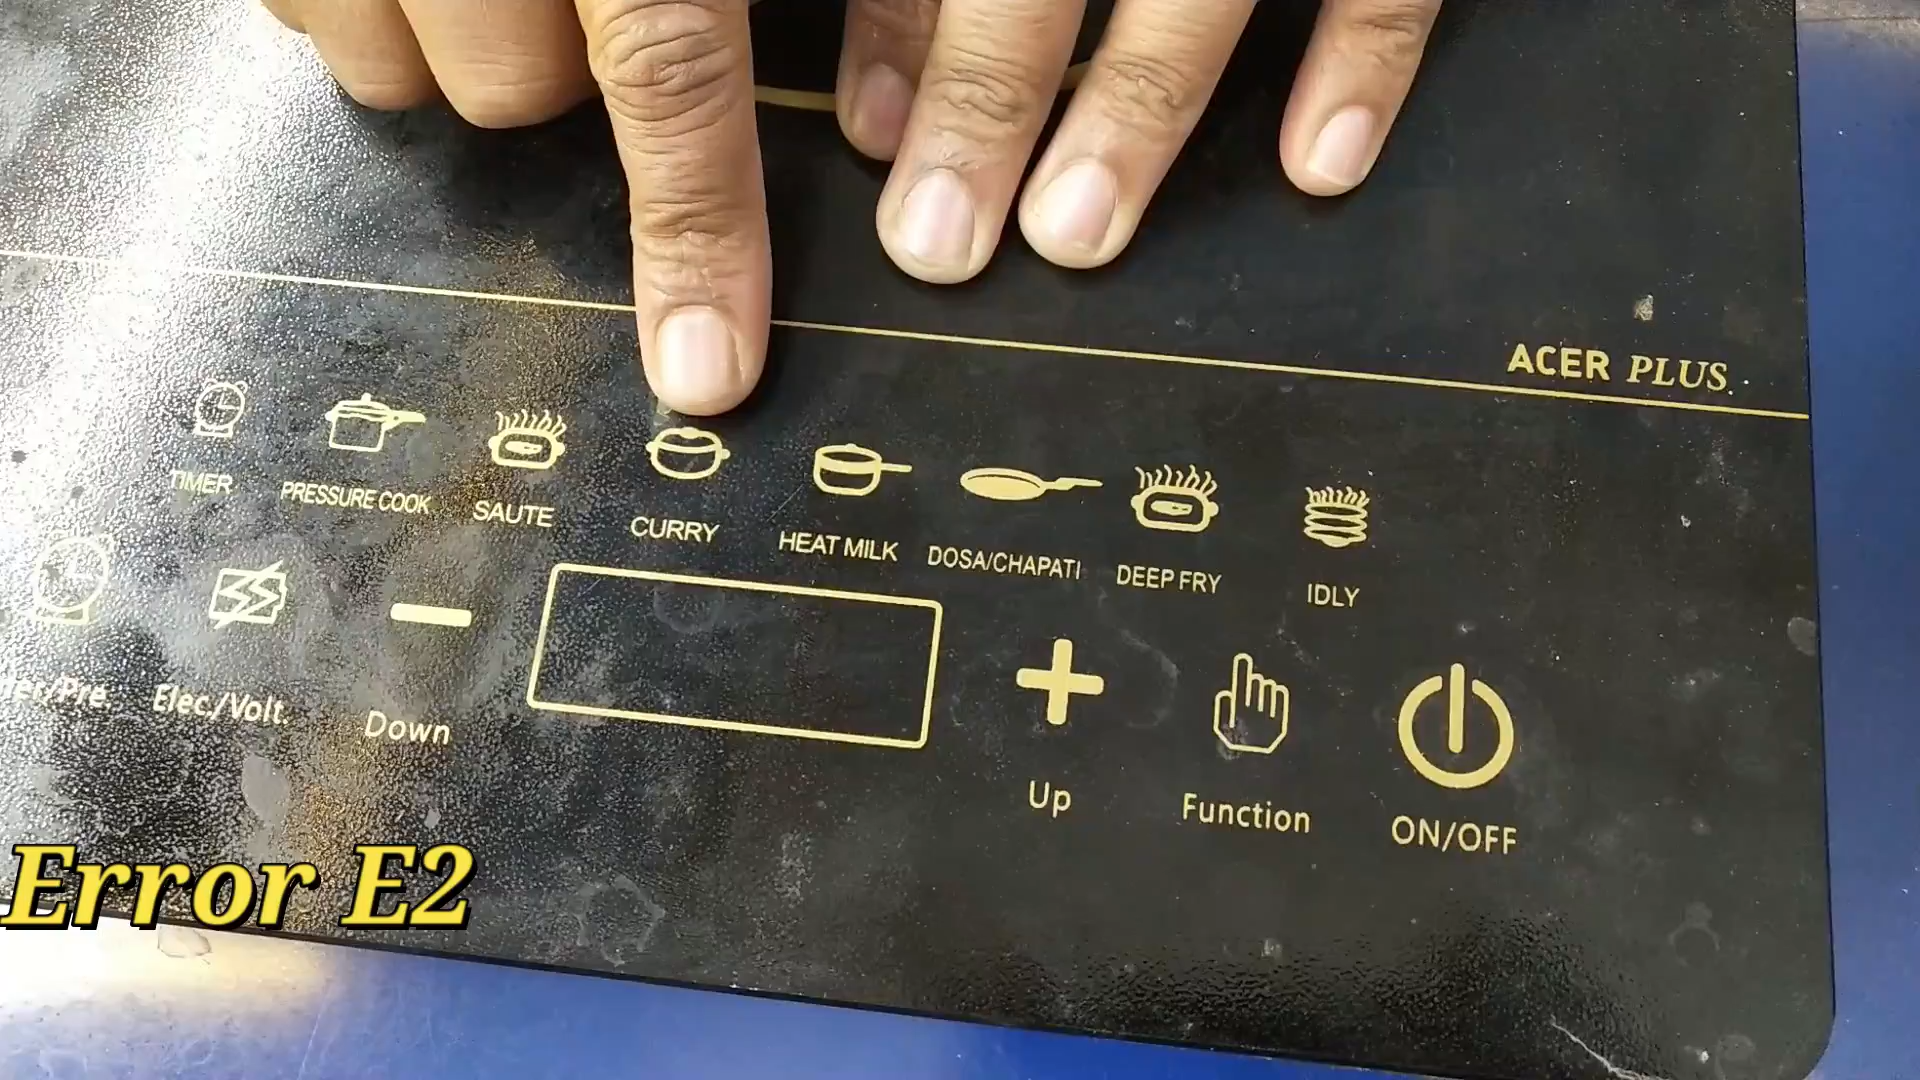 ACER PLUS
TIMER
PRESSURE COOK
SAUTE
CURRY
HEAT MILK
DOSA/CHAPATI
DEEP FRY
IDLY
Elec./Volt.
Down
Up
Function
ON/OFF
Error E2